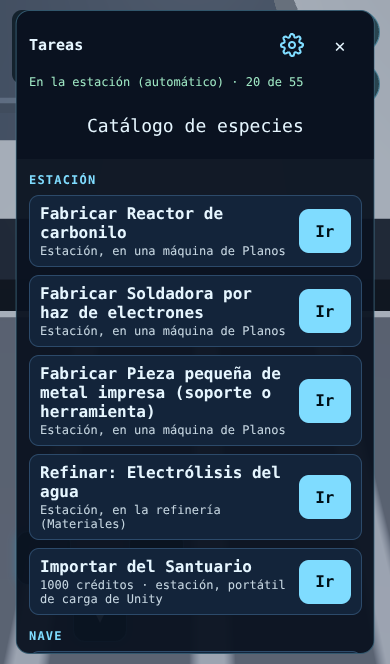 Tareas
×
En la estación (automático) · 20 de 55
Catálogo de especies
ESTACIÓN
Fabricar Reactor de
carbonilo
Estación, en una máquina de Planos
Ir
Fabricar Soldadora por
haz de electrones
Estación, en una máquina de Planos
Ir
Fabricar Pieza pequeña de
metal impresa (soporte o
herramienta)
Estación, en una máquina de Planos
Ir
Refinar: Electrólisis del
agua
Estación, en la refinería
(Materiales)
Ir
Importar del Santuario
1000 créditos · estación, portátil
de carga de Unity
Ir
NAVE